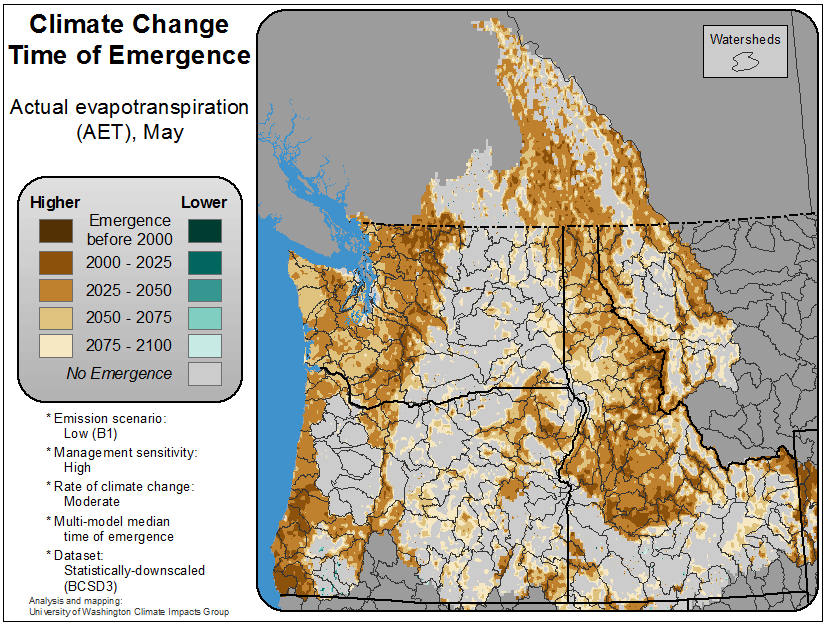 Climate Change
Time of Emergence
Actual evapotranspiration
(AET), May
Higher
Lower
Emergence
before 2000
2000 - 2025
2025 - 2050
2050 - 2075
2075 - 2100
No Emergence
* Emission scenario:
Low (B1)
* Management sensitivity:
High
* Rate of climate change:
Moderate
* Multi-model median
time of emergence
* Dataset:
Statistically-downscaled
(BCSD3)
Analysis and mapping:
University of Washington Climate Impacts Group
Watersheds